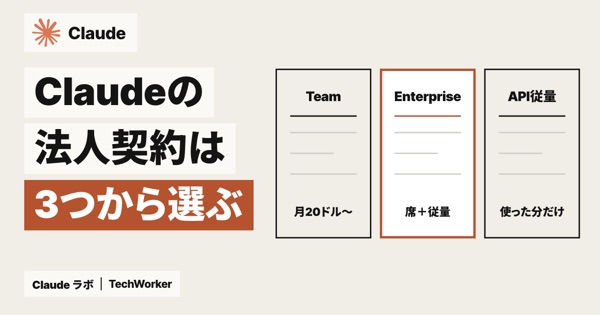 Claude
Claudeの
法人契約は
3つから選ぶ
Team
月20ドル〜
Enterprise
席＋従量
API従量
使った分だけ
Claude ラボ | TechWorker